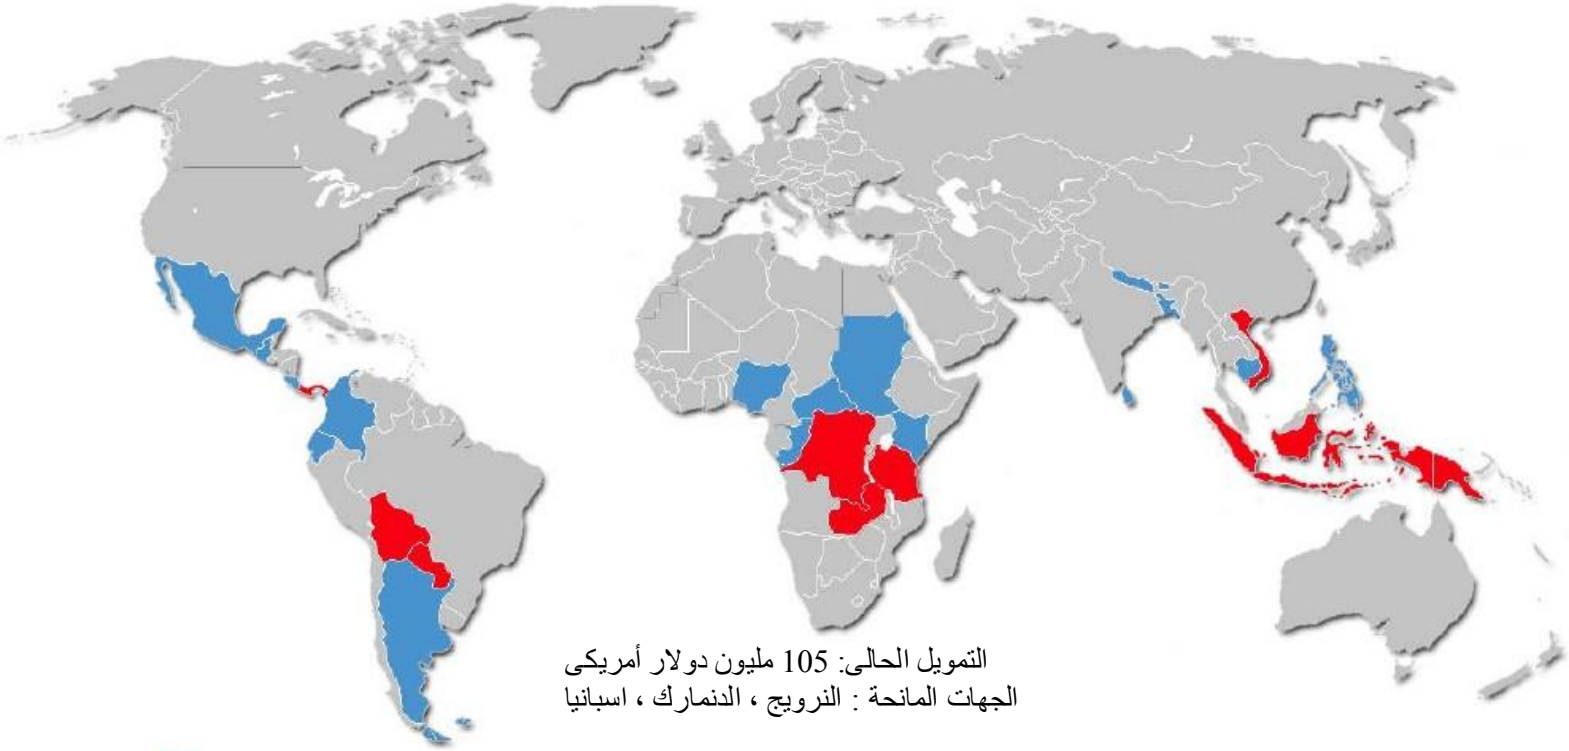 التمويل الحالى: 105 مليون دولار أمريكى
الجهات المانحة : النرويج ، الدنمارك ، اسبانيا